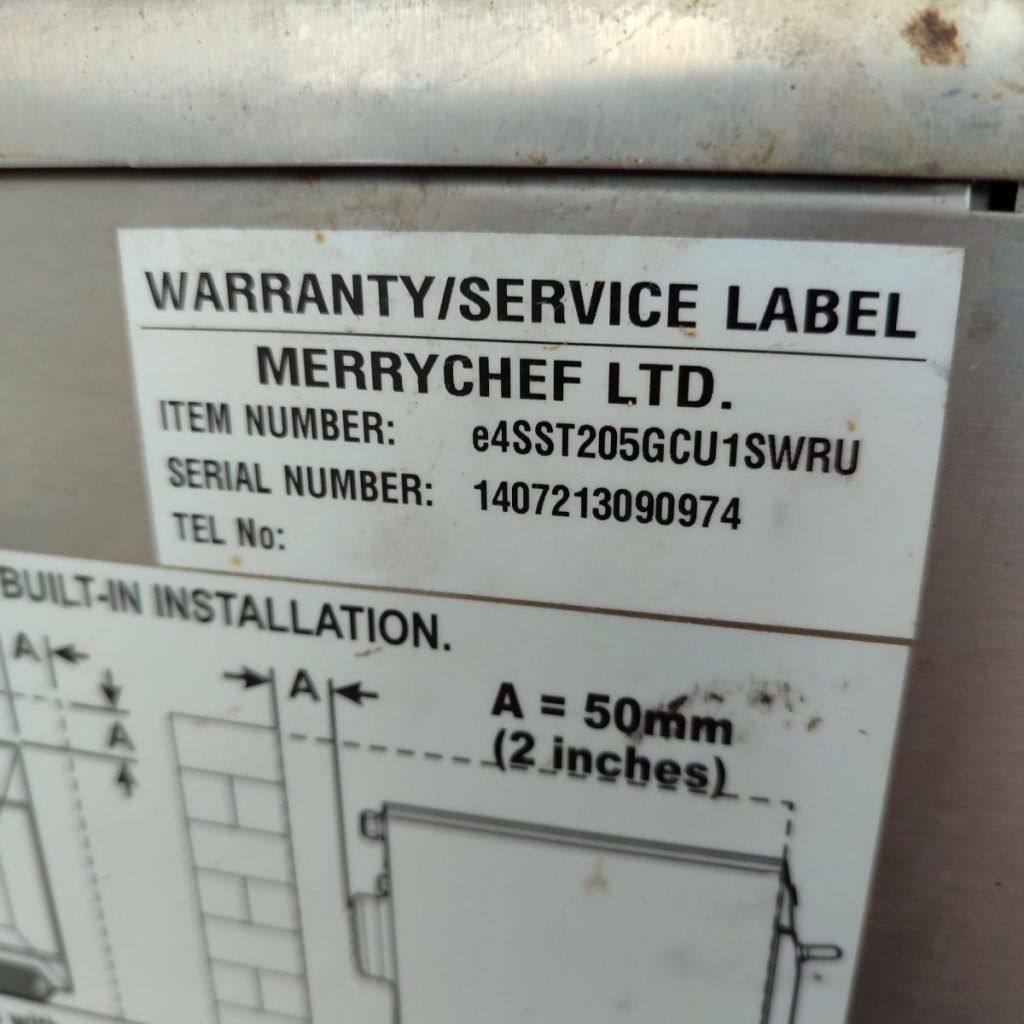 WARRANTY/SERVICE LABEL
MERRYCHEF LTD.
ITEM NUMBER: e4SST205GCU1SWRU
SERIAL NUMBER: 1407213090974
TEL No:
BUILT-IN INSTALLATION.
A
A
A
A = 50mm
(2 inches)